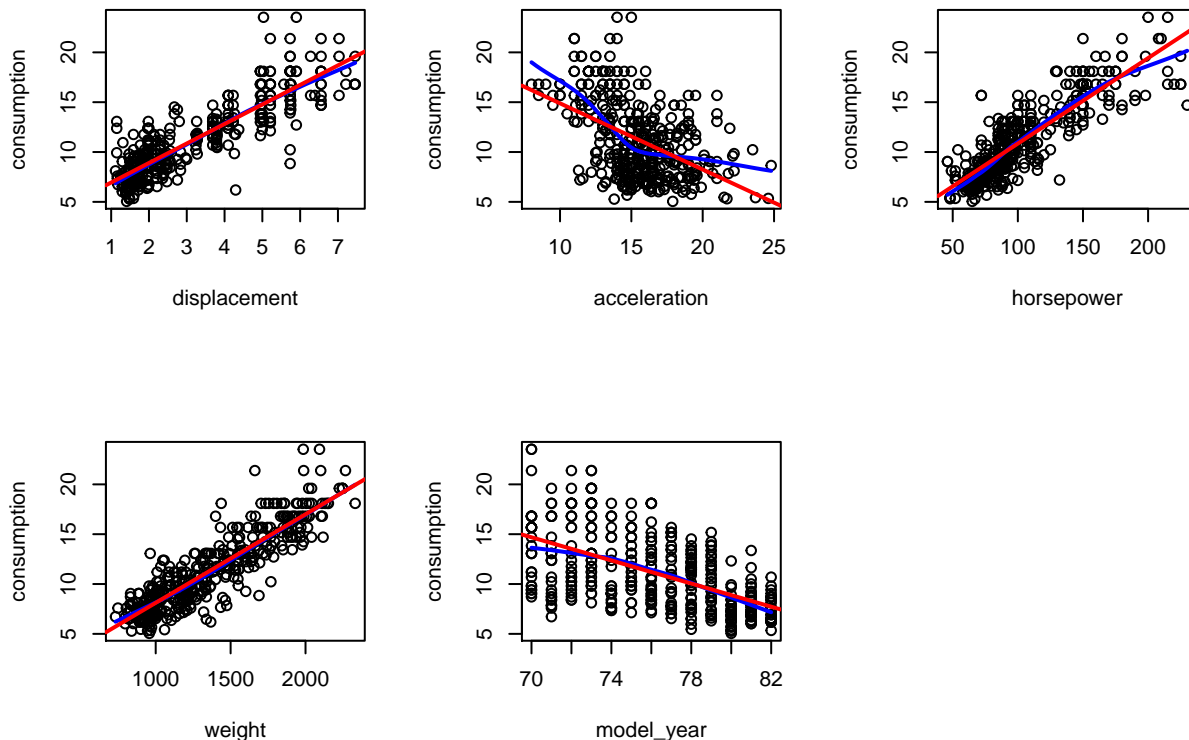 consumption
5 10 15 20
1 2 3 4 5 6 7
displacement
consumption
5 10 15 20
10 15 20 25
acceleration
consumption
5 10 15 20
50 100 150 200
horsepower
consumption
5 10 15 20
1000 1500 2000
weight
consumption
5 10 15 20
70 74 78 82
model_year